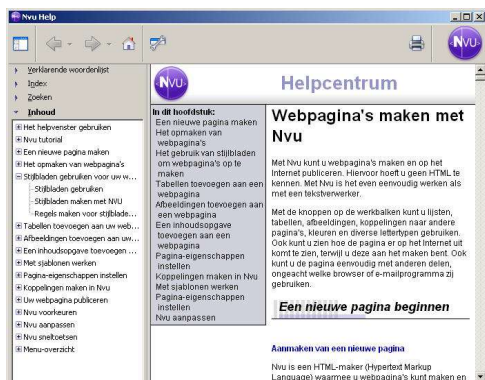 Nvu Help
NVU
Verklarende woordenlijst
Index
Zoeken
Inhoud
Het helpvenster gebruiken
Nvu tutorial
Een nieuwe pagina maken
Het opmaken van webpagina's
Stijlbladen gebruiken voor uw w...
Stijlbladen gebruiken
Stijlbladen maken met NVU
Regels maken voor stijlblade...
Tabellen toevoegen aan uw web...
Afbeeldingen toevoegen aan uw...
Een inhoudsopgave toevoegen ...
Met sjablonen werken
Pagina-eigenschappen instellen
Koppelingen maken in Nvu
Uw webpagina publiceren
Nvu voorkeuren
Nvu aanpassen
Nvu sneltoetsen
Menu-overzicht
NVU
Helpcentrum
In dit hoofdstuk:
Een nieuwe pagina maken
Het opmaken van
webpagina's
Het gebruik van stijlbladen
om webpagina's op te
maken
Tabellen toevoegen aan een
webpagina
Afbeeldingen toevoegen aan
een webpagina
Een inhoudsopgave
toevoegen aan een
webpagina
Pagina-eigenschappen
instellen
Koppelingen maken in Nvu
Met sjablonen werken
Pagina-eigenschappen
instellen
Nvu aanpassen
Webpagina's maken met
Nvu
Met Nvu kunt u webpagina's maken en op het
Internet publiceren. Hiervoor hoeft u geen HTML te
kennen. Met Nvu is het even eenvoudig werken als
met een tekstverwerker.
Met de knoppen op de werkbalken kunt u lijsten,
tabellen, afbeeldingen, koppelingen naar andere
pagina's, kleuren en diverse lettertypen gebruiken.
Ook kunt u zien hoe de pagina er op het Internet uit
komt te zien, terwijl u deze aan het maken bent. Ook
kunt u de pagina eenvoudig met anderen delen,
ongeacht welke browser of e-mailprogramma zij
gebruiken.
Een nieuwe pagina beginnen
Aanmaken van een nieuwe pagina
Nvu is een HTML-maker (Hypertext Markup
Language) waarmee u webpagina's kunt maken en